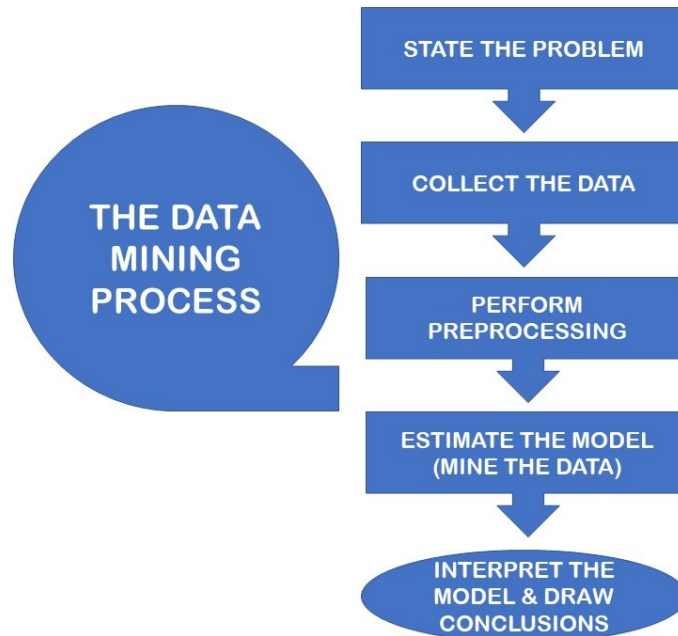 THE DATA
MINING
PROCESS
STATE THE PROBLEM
COLLECT THE DATA
PERFORM
PREPROCESSING
ESTIMATE THE MODEL
(MINE THE DATA)
INTERPRET THE
MODEL & DRAW
CONCLUSIONS